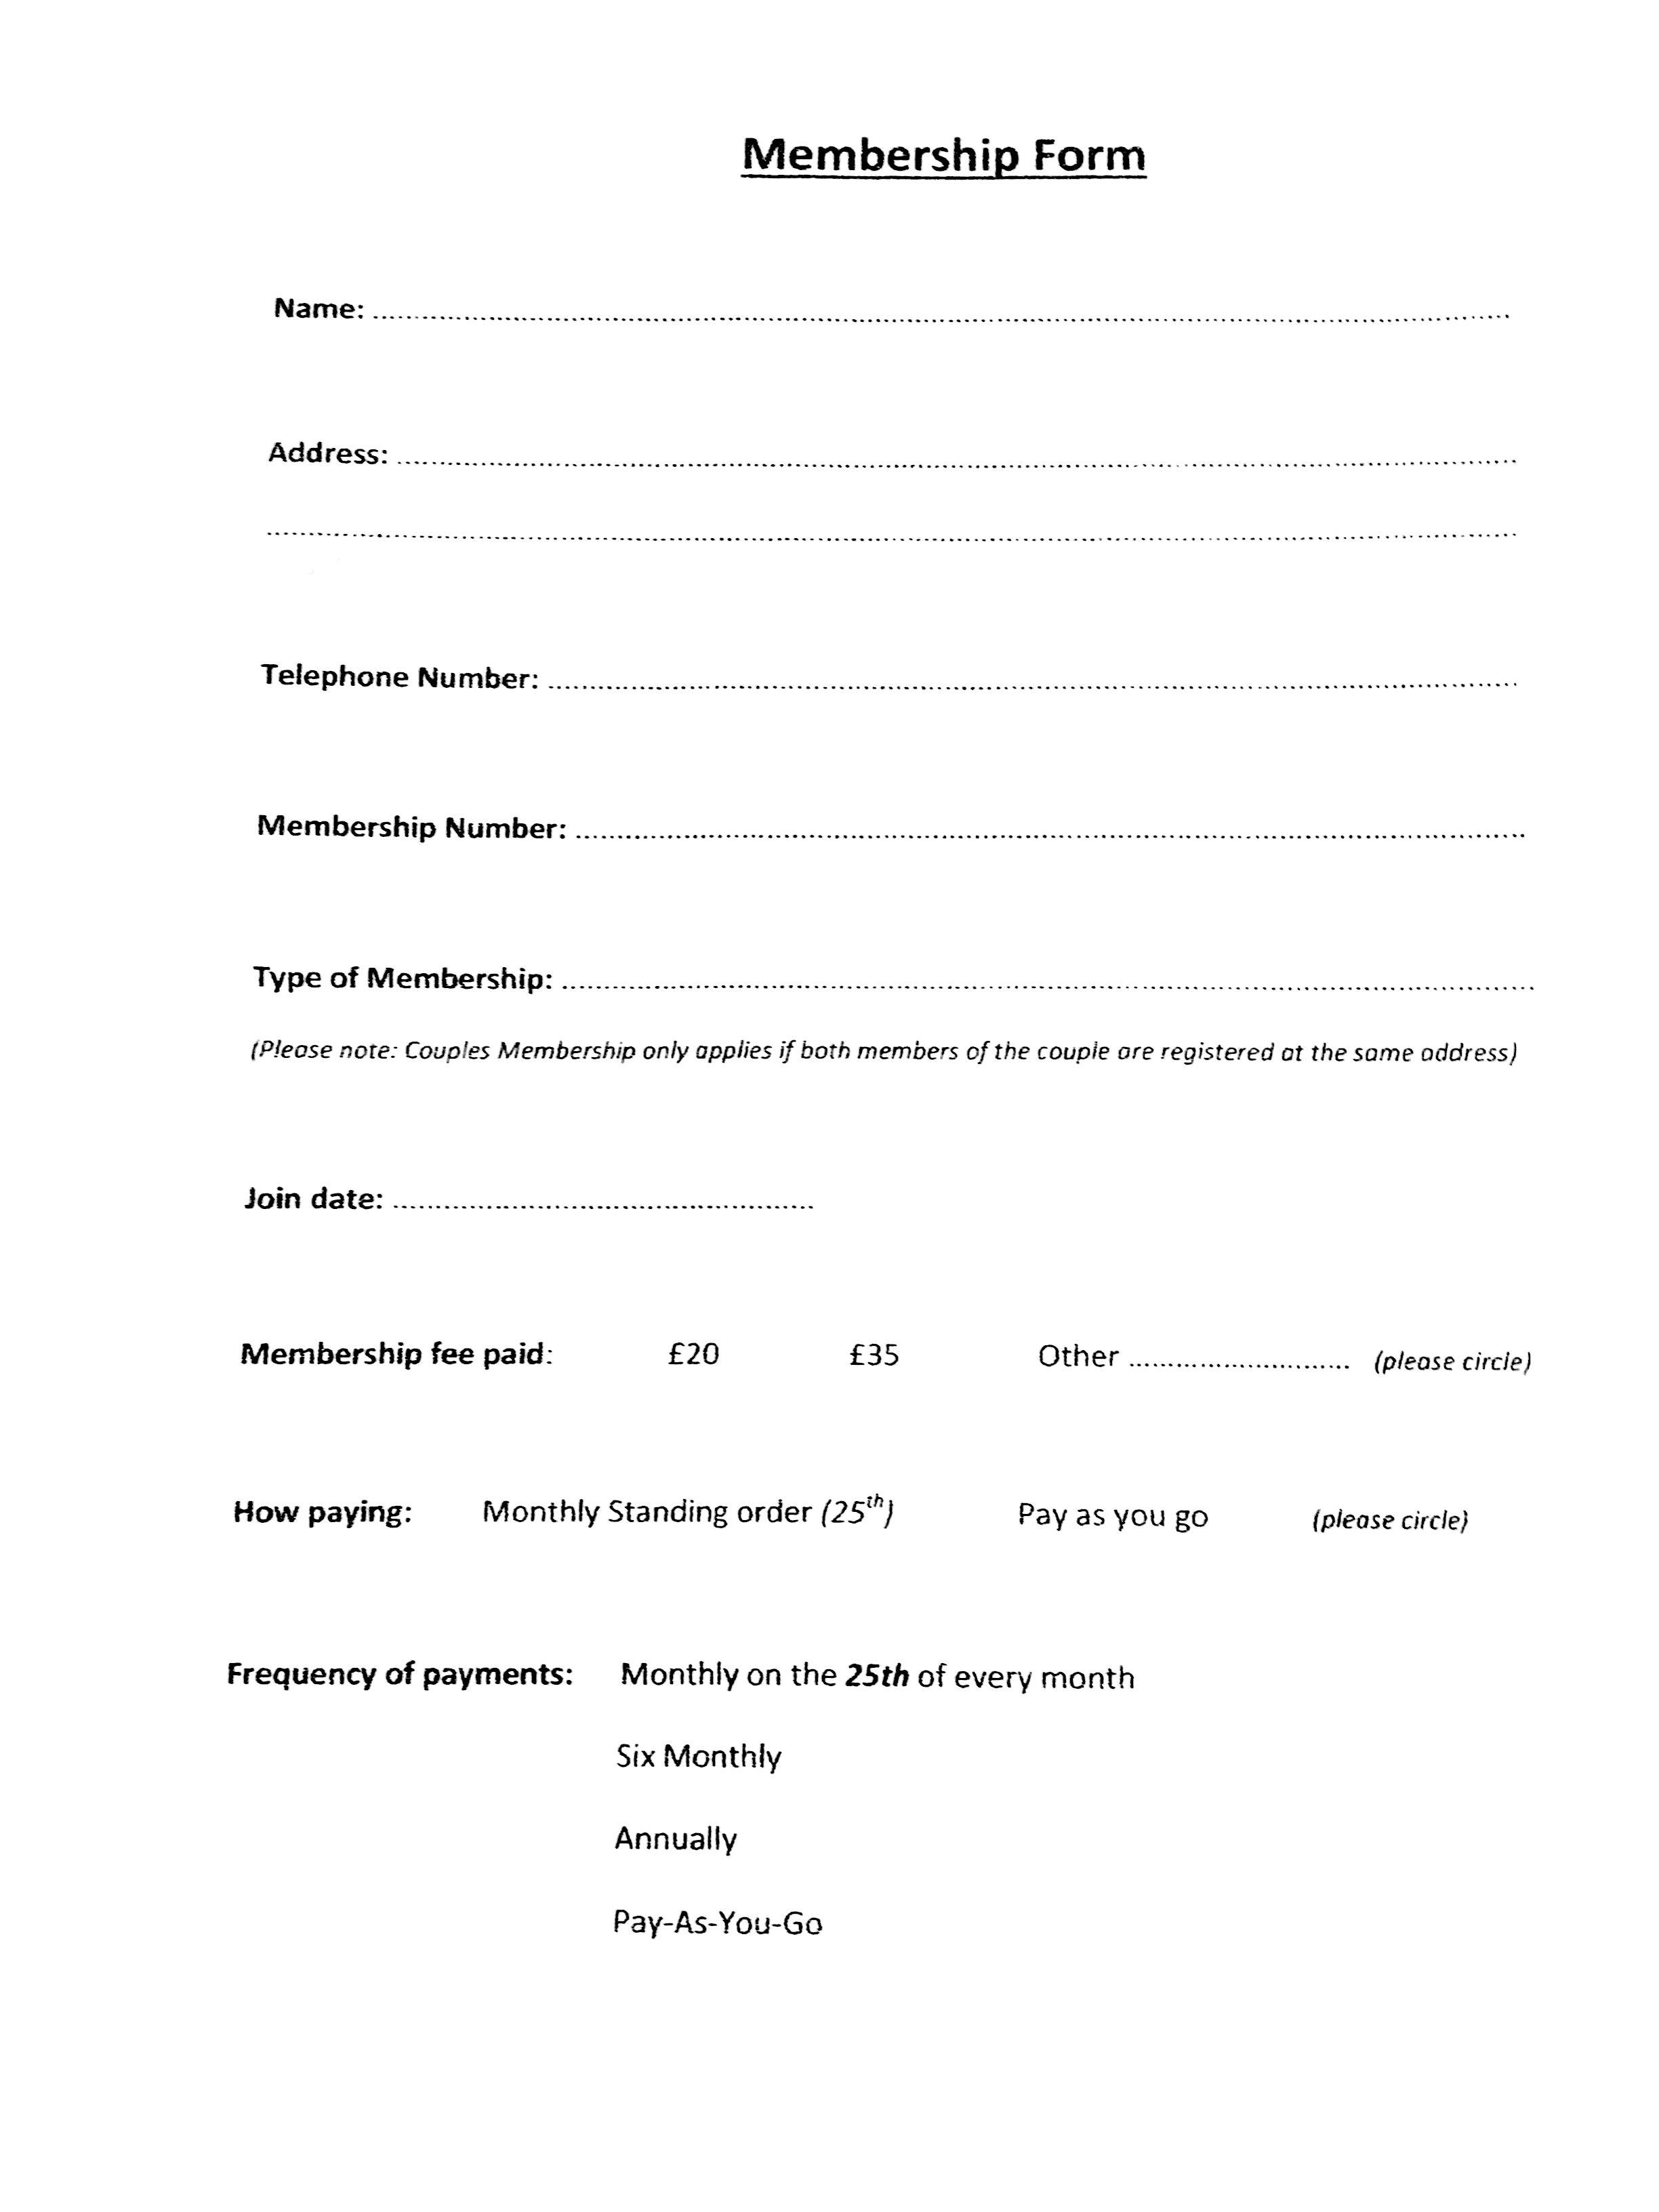 Membership Form
Name: ................................................................
Address: ................................................................
................................................................
Telephone Number: ................................................................
Membership Number: ................................................................
Type of Membership: ................................................................
(Please note: Couples Membership only applies if both members of the couple are registered at the same address)
Join date: ................................................
Membership fee paid: £20 £35 Other ........................... (please circle)
How paying: Monthly Standing order (25th) Pay as you go (please circle)
Frequency of payments: Monthly on the 25th of every month
Six Monthly
Annually
Pay-As-You-Go